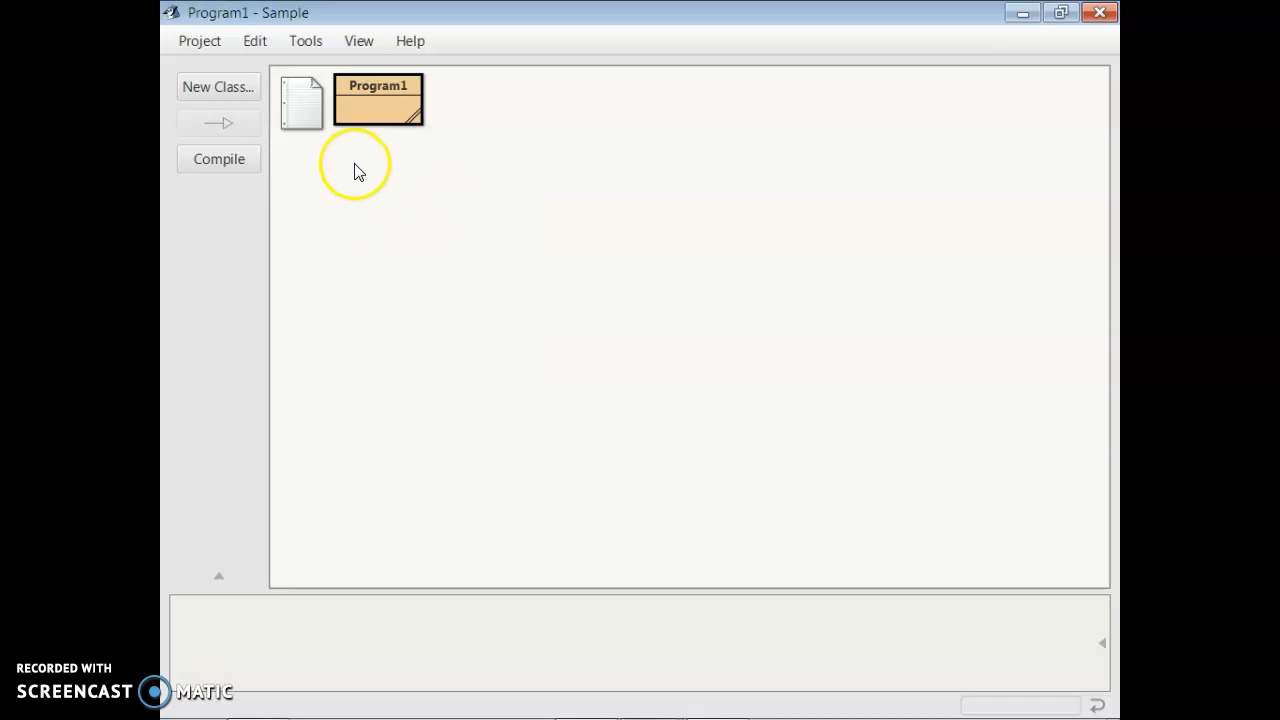 Program1 - Sample
Project Edit Tools View Help
New Class...
Program1
Compile
RECORDED WITH
SCREENCAST MATIC